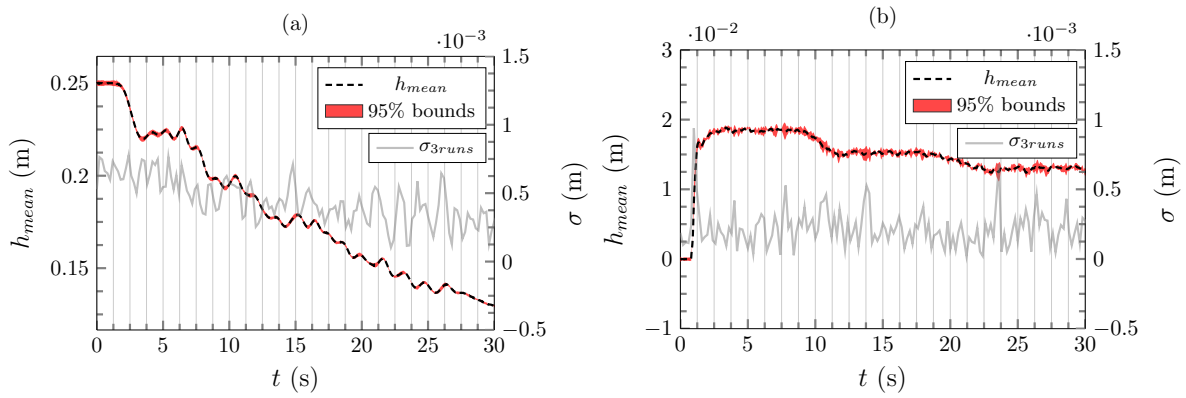 (a)
·10⁻³
0.25
0.2
0.15
h_mean (m)
1.5
1
0.5
0
−0.5
σ (m)
h_mean
95% bounds
σ_3runs
0 5 10 15 20 25 30
t (s)
(b)
·10⁻²
·10⁻³
3
2
1
0
−1
h_mean (m)
1.5
1
0.5
0
−0.5
σ (m)
h_mean
95% bounds
σ_3runs
0 5 10 15 20 25 30
t (s)